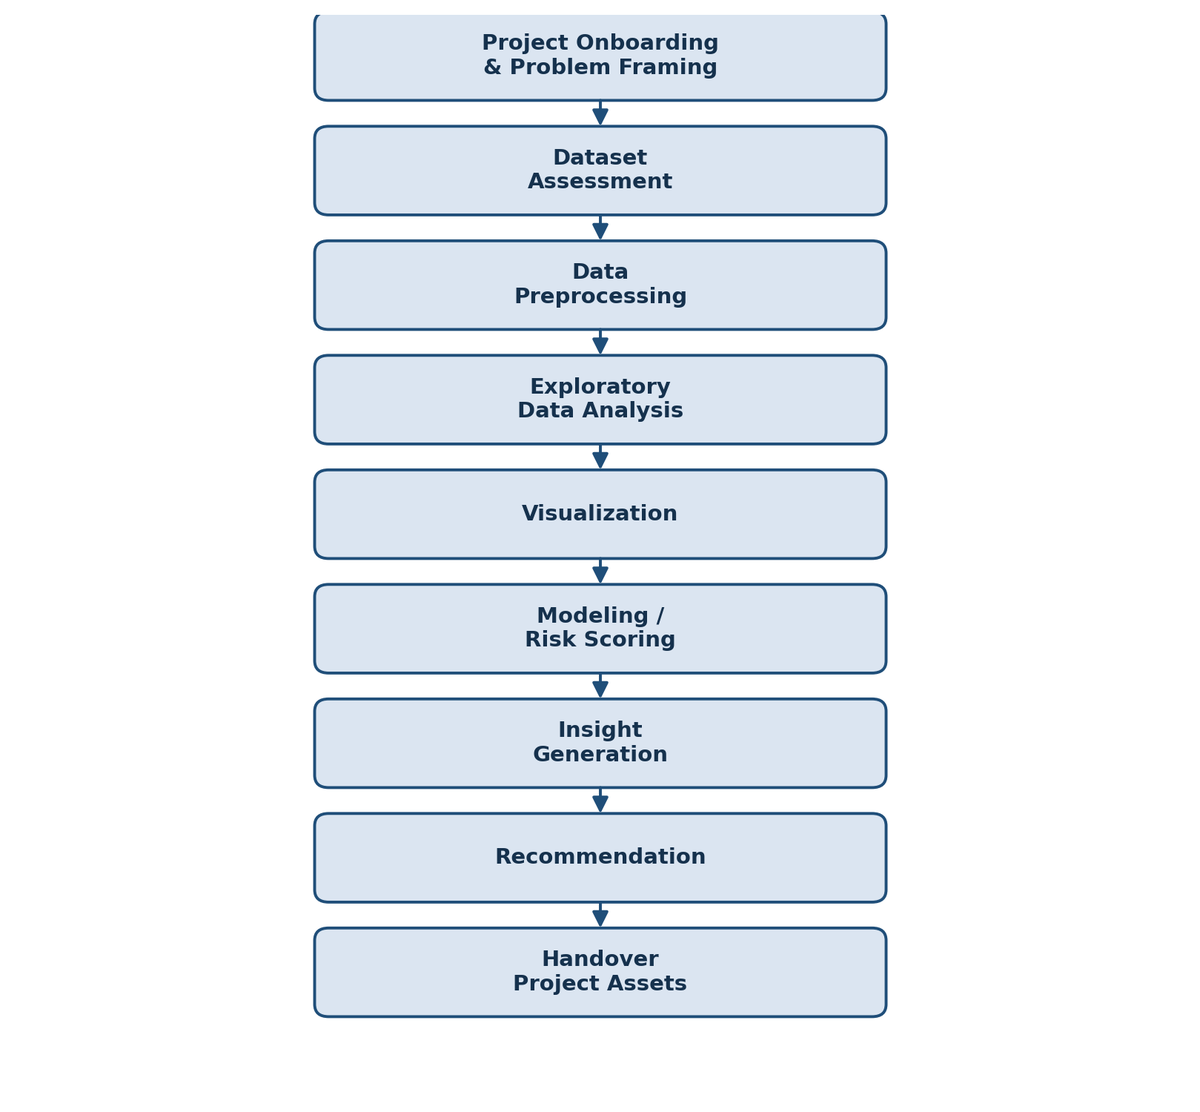 Project Onboarding
& Problem Framing
Dataset
Assessment
Data
Preprocessing
Exploratory
Data Analysis
Visualization
Modeling /
Risk Scoring
Insight
Generation
Recommendation
Handover
Project Assets